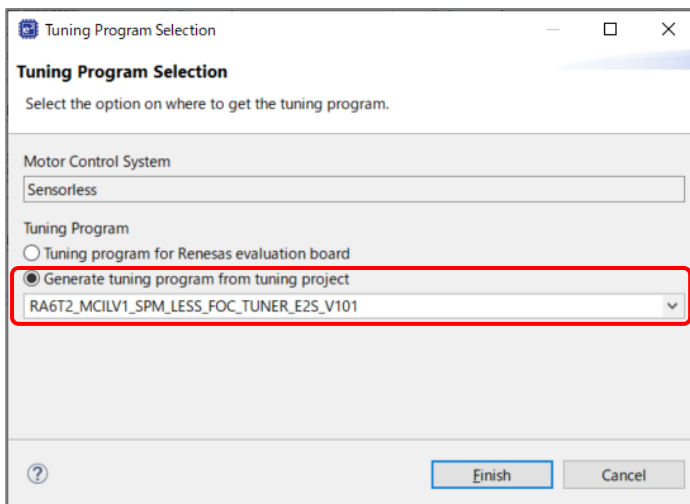 Tuning Program Selection
Tuning Program Selection
Select the option on where to get the tuning program.
Motor Control System
Sensorless
Tuning Program
Tuning program for Renesas evaluation board
Generate tuning program from tuning project
RA6T2_MCILV1_SPM_LESS_FOC_TUNER_E2S_V101
?
Finish Cancel